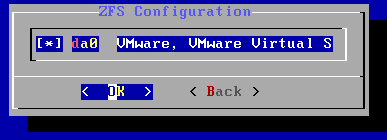 ZFS Configuration
[*] da0 VMware, VMware Virtual S
< OK > < Back >